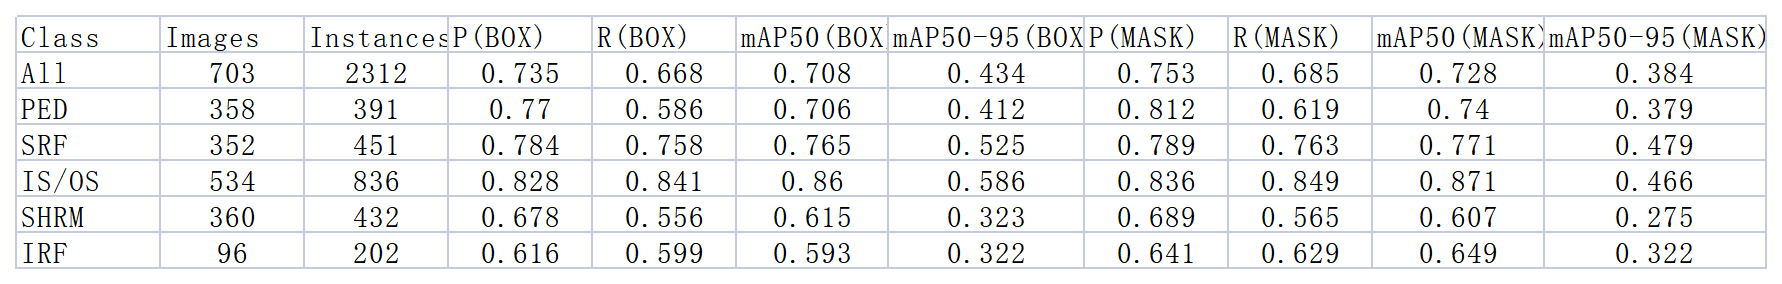 Class Images Instances P(BOX) R(BOX) mAP50(BOX mAP50-95(BOX P(MASK) R(MASK) mAP50(MASK) mAP50-95(MASK)
All 703 2312 0.735 0.668 0.708 0.434 0.753 0.685 0.728 0.384
PED 358 391 0.77 0.586 0.706 0.412 0.812 0.619 0.74 0.379
SRF 352 451 0.784 0.758 0.765 0.525 0.789 0.763 0.771 0.479
IS/OS 534 836 0.828 0.841 0.86 0.586 0.836 0.849 0.871 0.466
SHRM 360 432 0.678 0.556 0.615 0.323 0.689 0.565 0.607 0.275
IRF 96 202 0.616 0.599 0.593 0.322 0.641 0.629 0.649 0.322